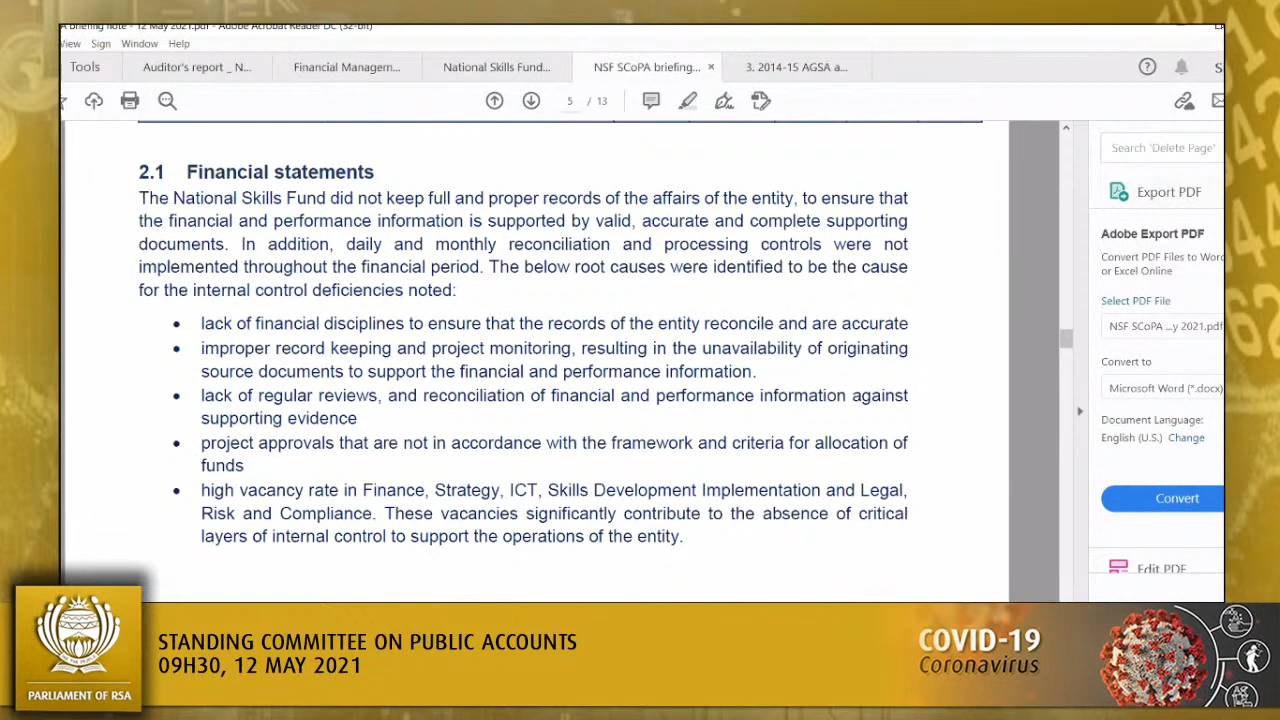 A briefing note - 12 May 2021.pdf - Adobe Acrobat Reader DC (32-bit)
View Sign Window Help
Tools Auditor's report _ N... Financial Managem... National Skills Fund... NSF SCoPA briefing... × 3. 2014-15 AGSA a...
5 / 13
Search 'Delete Page'
Export PDF
Adobe Export PDF
Convert PDF Files to Word
or Excel Online
Select PDF File
NSF SCoPA ...y 2021.pdf
Convert to
Microsoft Word (*.docx)
Document Language:
English (U.S.) Change
Convert
Edit PDF
2.1 Financial statements
The National Skills Fund did not keep full and proper records of the affairs of the entity, to ensure that
the financial and performance information is supported by valid, accurate and complete supporting
documents. In addition, daily and monthly reconciliation and processing controls were not
implemented throughout the financial period. The below root causes were identified to be the cause
for the internal control deficiencies noted:
• lack of financial disciplines to ensure that the records of the entity reconcile and are accurate
• improper record keeping and project monitoring, resulting in the unavailability of originating
source documents to support the financial and performance information.
• lack of regular reviews, and reconciliation of financial and performance information against
supporting evidence
• project approvals that are not in accordance with the framework and criteria for allocation of
funds
• high vacancy rate in Finance, Strategy, ICT, Skills Development Implementation and Legal,
Risk and Compliance. These vacancies significantly contribute to the absence of critical
layers of internal control to support the operations of the entity.
STANDING COMMITTEE ON PUBLIC ACCOUNTS
09H30, 12 MAY 2021
PARLIAMENT OF RSA
COVID-19
Coronavirus